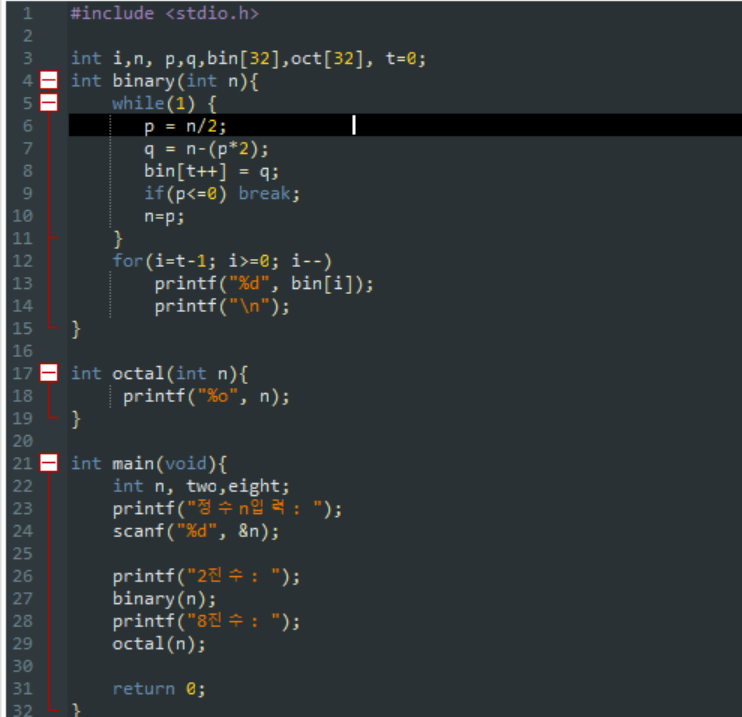 1 #include <stdio.h>
2
3 int i,n, p,q,bin[32],oct[32], t=0;
4 int binary(int n){
5 while(1) {
6 p = n/2;
7 q = n-(p*2);
8 bin[t++] = q;
9 if(p<=0) break;
10 n=p;
11 }
12 for(i=t-1; i>=0; i--)
13 printf("%d", bin[i]);
14 printf("\n");
15 }
16
17 int octal(int n){
18 printf("%o", n);
19 }
20
21 int main(void){
22 int n, two,eight;
23 printf("정수n입력: ");
24 scanf("%d", &n);
25
26 printf("2진수: ");
27 binary(n);
28 printf("8진수: ");
29 octal(n);
30
31 return 0;
32 }